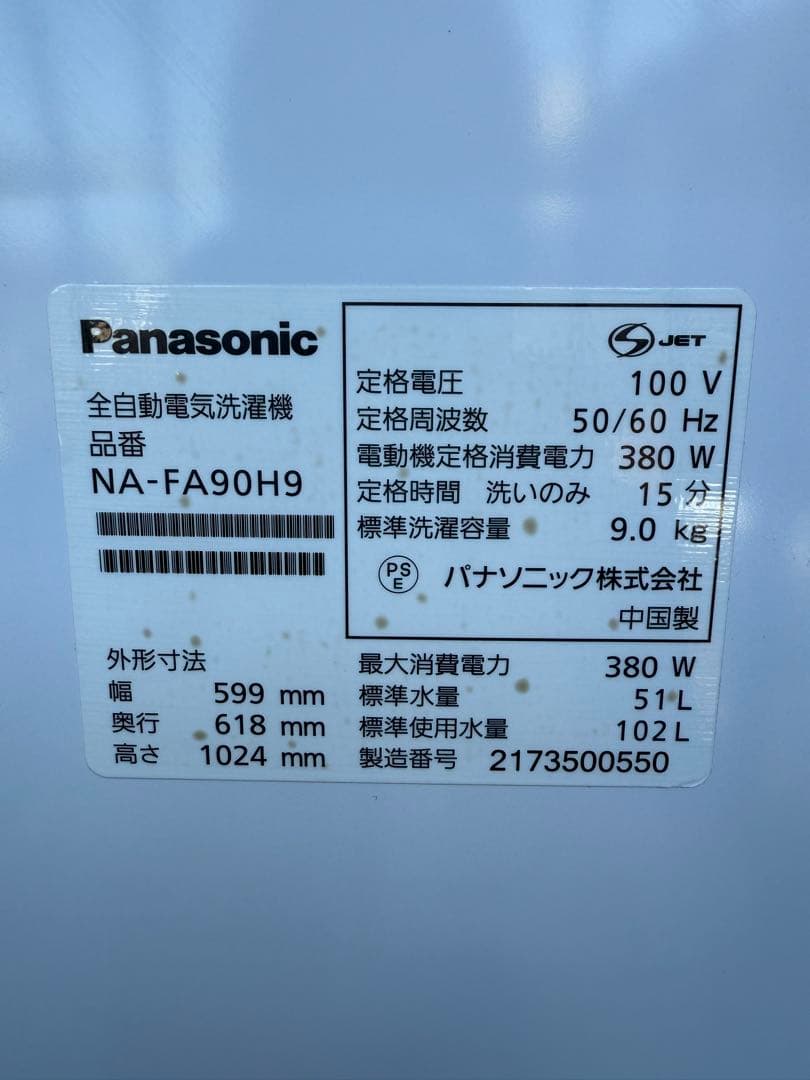 Panasonic
全自動電気洗濯機
品番
NA-FA90H9
外形寸法
幅 599 mm
奥行 618 mm
高さ 1024 mm
S JET
定格電圧 100 V
定格周波数 50/60 Hz
電動機定格消費電力 380 W
定格時間 洗いのみ 15 分
標準洗濯容量 9.0 kg
PS E パナソニック株式会社
中国製
最大消費電力 380 W
標準水量 51 L
標準使用水量 102 L
製造番号 2173500550